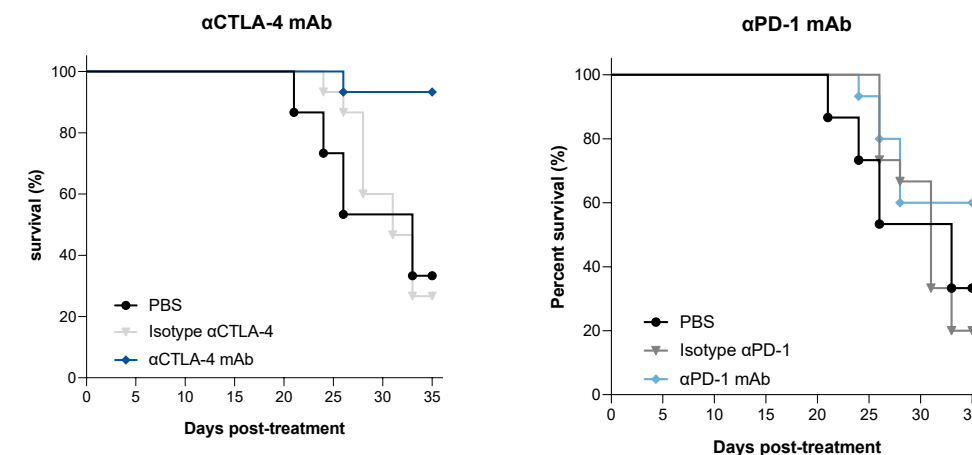 αCTLA-4 mAb
survival (%)
100
80
60
40
20
0
0 5 10 15 20 25 30 35
Days post-treatment
PBS
Isotype αCTLA-4
αCTLA-4 mAb
αPD-1 mAb
Percent survival (%)
100
80
60
40
20
0
0 5 10 15 20 25 30
Days post-treatment
PBS
Isotype αPD-1
αPD-1 mAb